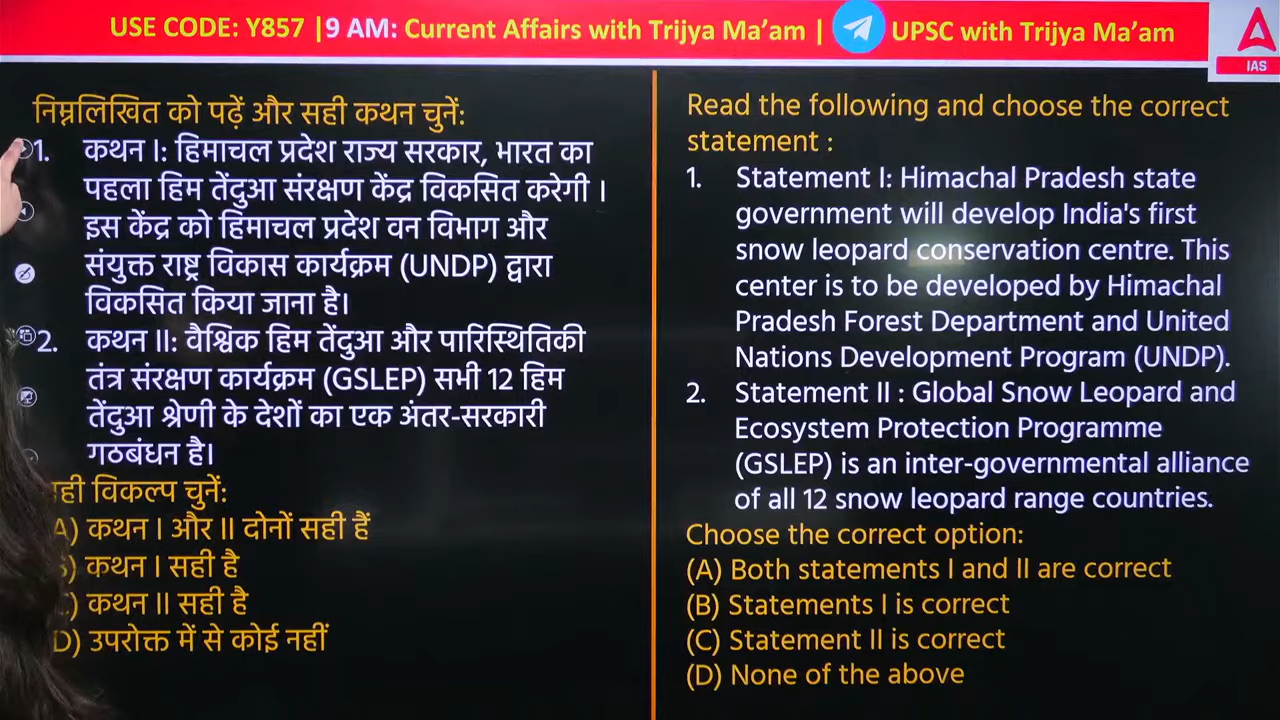 USE CODE: Y857 |9 AM: Current Affairs with Trijya Ma'am | UPSC with Trijya Ma'am
IAS
निम्नलिखित को पढ़ें और सही कथन चुनें:
1. कथन I: हिमाचल प्रदेश राज्य सरकार, भारत का
पहला हिम तेंदुआ संरक्षण केंद्र विकसित करेगी ।
इस केंद्र को हिमाचल प्रदेश वन विभाग और
संयुक्त राष्ट्र विकास कार्यक्रम (UNDP) द्वारा
विकसित किया जाना है।
2. कथन II: वैश्विक हिम तेंदुआ और पारिस्थितिकी
तंत्र संरक्षण कार्यक्रम (GSLEP) सभी 12 हिम
तेंदुआ श्रेणी के देशों का एक अंतर-सरकारी
गठबंधन है।
ही विकल्प चुनें:
A) कथन I और II दोनों सही हैं
) कथन I सही है
) कथन II सही है
D) उपरोक्त में से कोई नहीं
Read the following and choose the correct
statement :
1. Statement I: Himachal Pradesh state
government will develop India's first
snow leopard conservation centre. This
center is to be developed by Himachal
Pradesh Forest Department and United
Nations Development Program (UNDP).
2. Statement II : Global Snow Leopard and
Ecosystem Protection Programme
(GSLEP) is an inter-governmental alliance
of all 12 snow leopard range countries.
Choose the correct option:
(A) Both statements I and II are correct
(B) Statements I is correct
(C) Statement II is correct
(D) None of the above